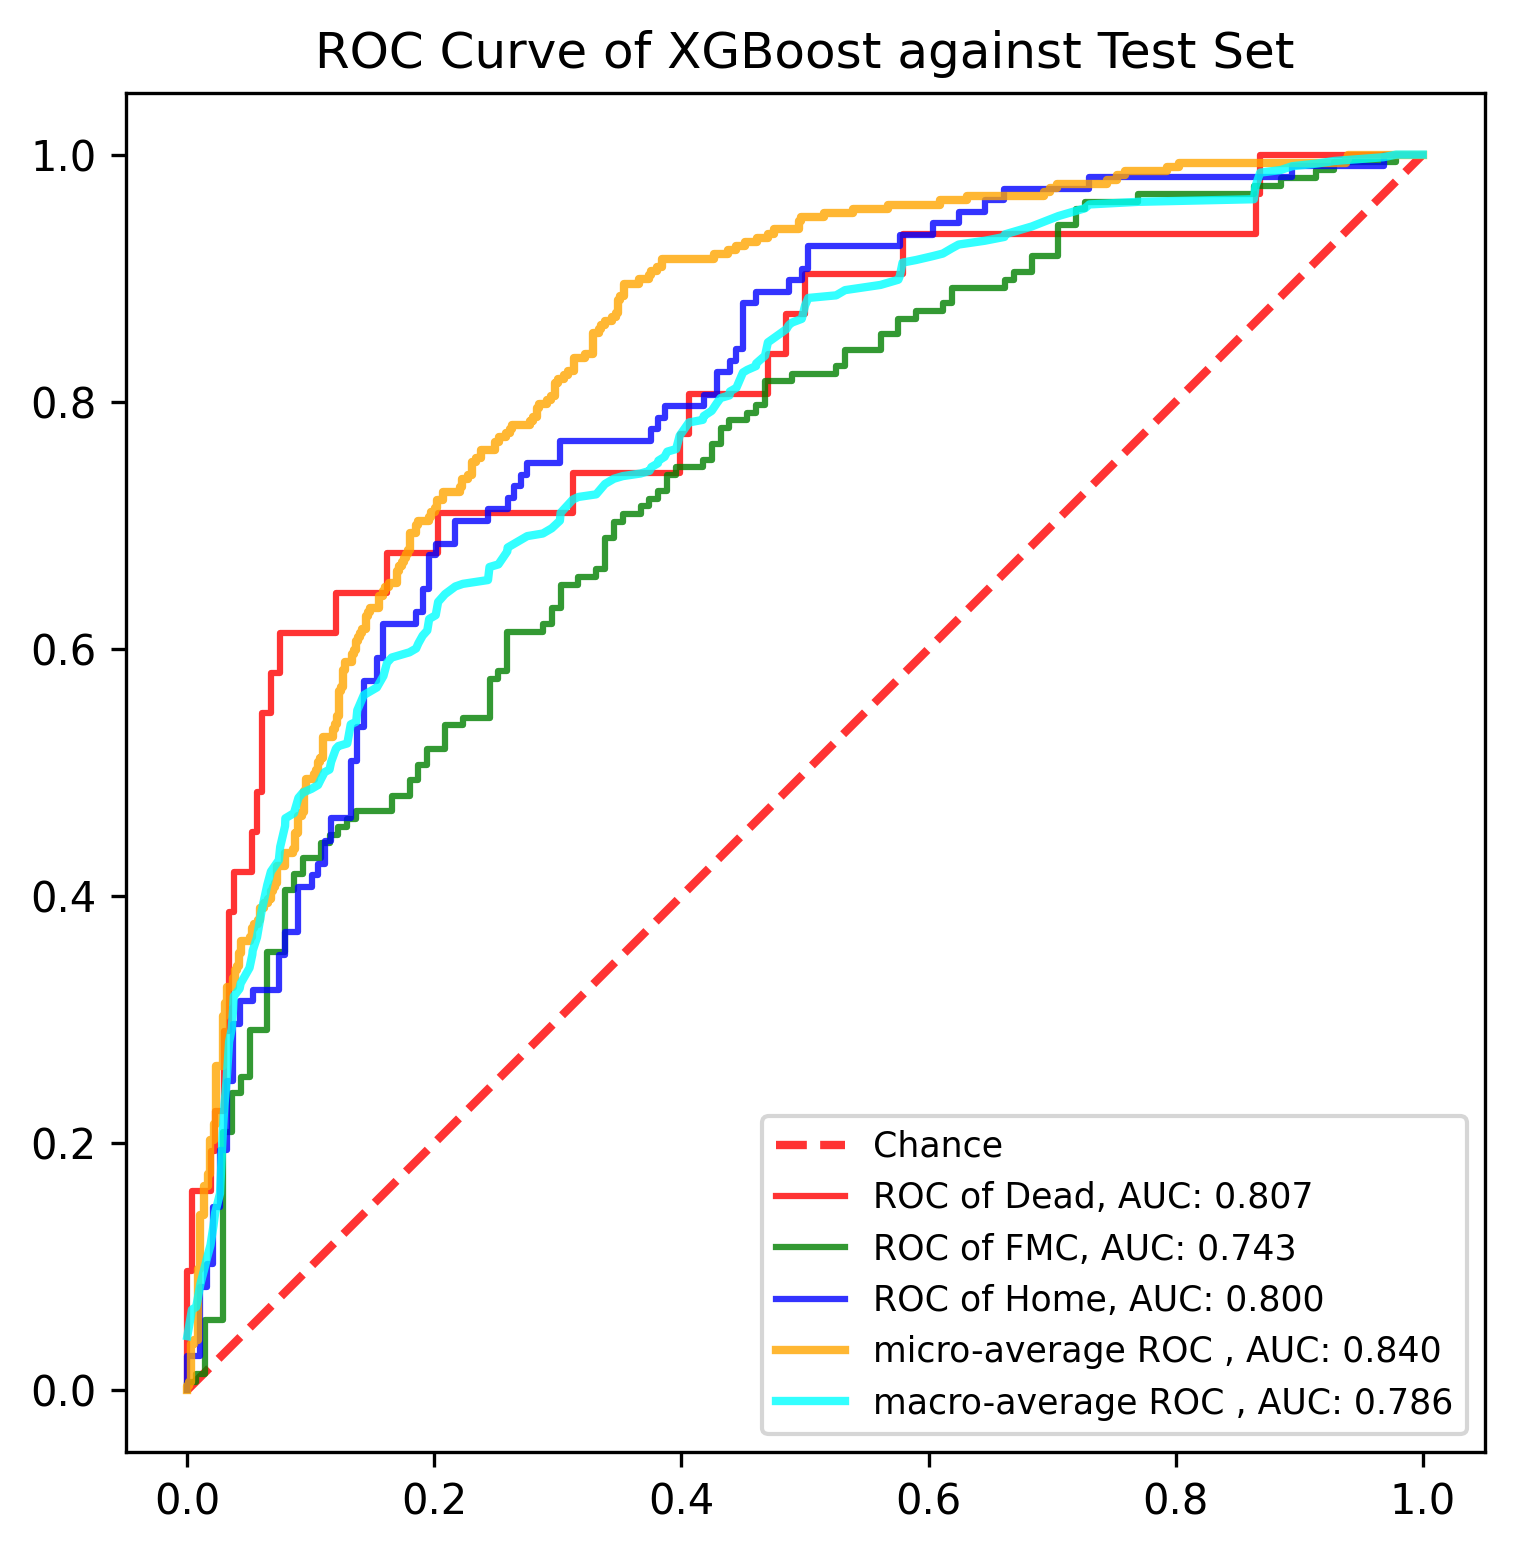 ROC Curve of XGBoost against Test Set
1.0
0.8
0.6
0.4
0.2
0.0
Chance
ROC of Dead, AUC: 0.807
ROC of FMC, AUC: 0.743
ROC of Home, AUC: 0.800
micro-average ROC , AUC: 0.840
macro-average ROC , AUC: 0.786
0.0 0.2 0.4 0.6 0.8 1.0